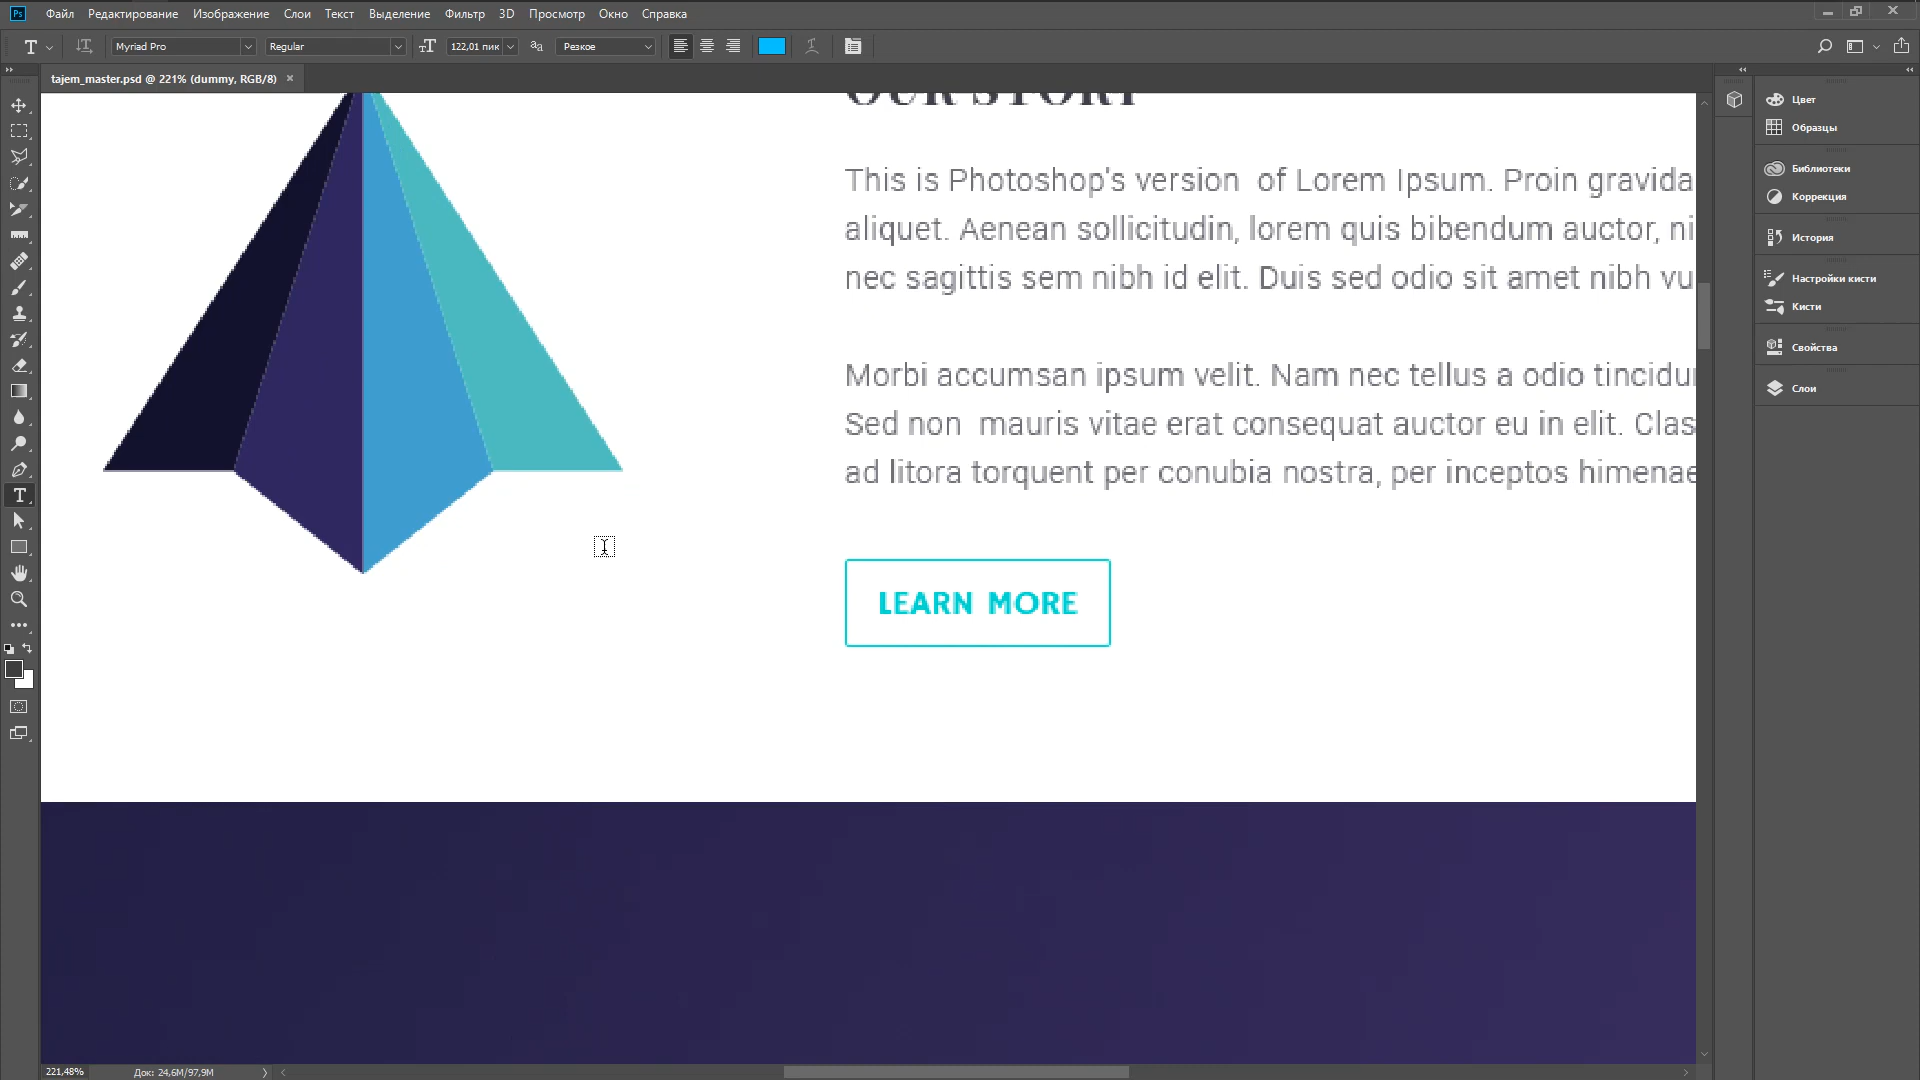 Ps Файл Редактирование Изображение Слои Текст Выделение Фильтр 3D Просмотр Окно Справка
Myriad Pro Regular 122,01 пик Резкое
tajem_master.psd @ 221% (dummy, RGB/8)
OUR STORY
This is Photoshop's version of Lorem Ipsum. Proin gravida
aliquet. Aenean sollicitudin, lorem quis bibendum auctor, ni
nec sagittis sem nibh id elit. Duis sed odio sit amet nibh vu
Morbi accumsan ipsum velit. Nam nec tellus a odio tincidu
Sed non mauris vitae erat consequat auctor eu in elit. Clas
ad litora torquent per conubia nostra, per inceptos himenae
LEARN MORE
Цвет
Образцы
Библиотеки
Коррекция
История
Настройки кисти
Кисти
Свойства
Слои
221,48% Док: 24,6M/97,9M